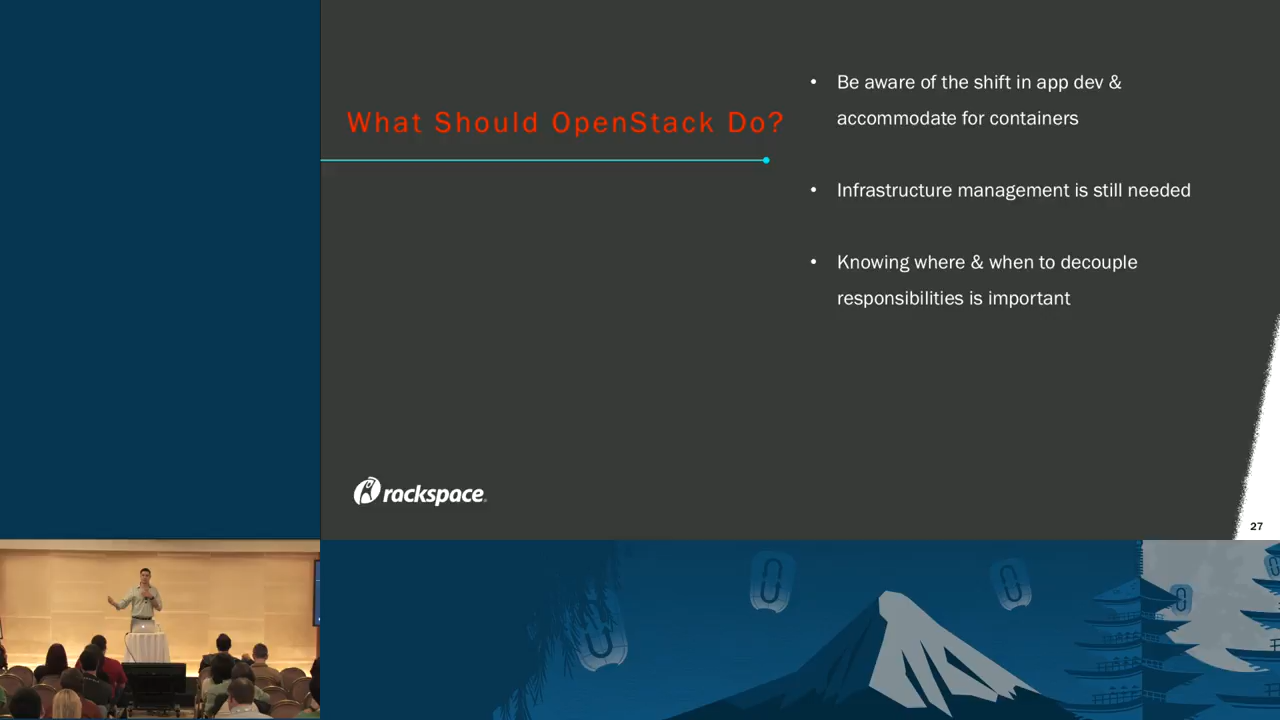 What Should OpenStack Do?
• Be aware of the shift in app dev &
accommodate for containers
• Infrastructure management is still needed
• Knowing where & when to decouple
responsibilities is important
rackspace
27